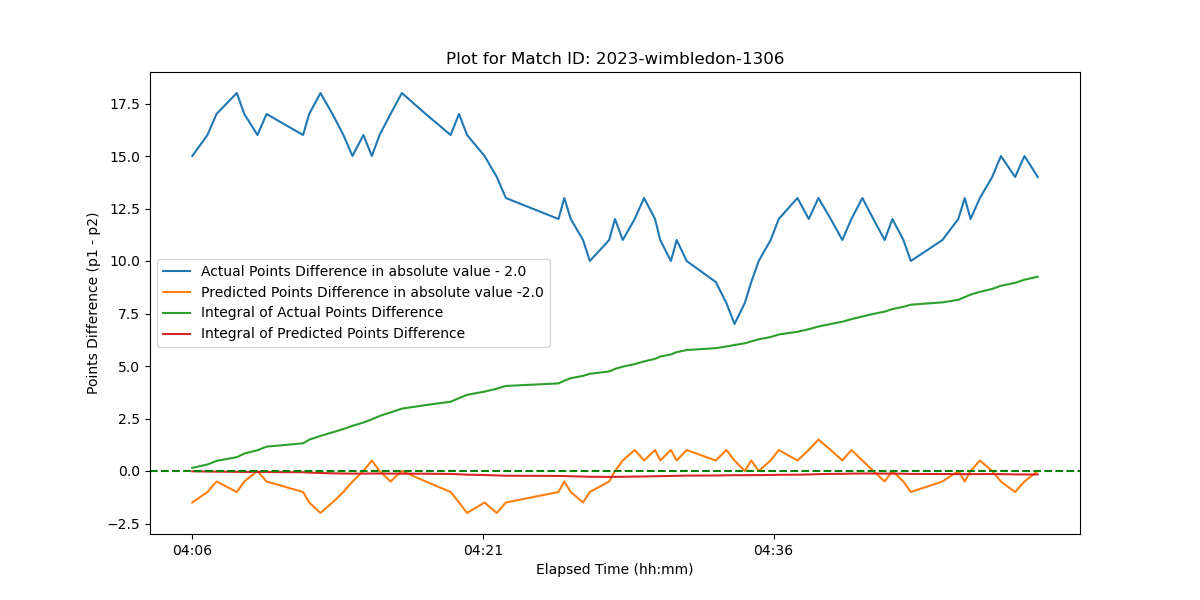 Plot for Match ID: 2023-wimbledon-1306
Points Difference (p1 - p2)
17.5
15.0
12.5
10.0
7.5
5.0
2.5
0.0
−2.5
Actual Points Difference in absolute value - 2.0
Predicted Points Difference in absolute value -2.0
Integral of Actual Points Difference
Integral of Predicted Points Difference
04:06
04:21
04:36
Elapsed Time (hh:mm)